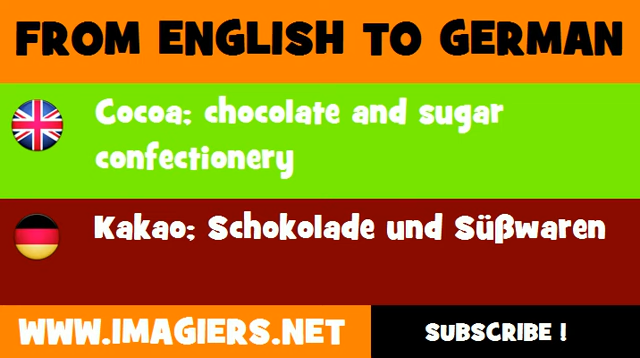 FROM ENGLISH TO GERMAN
Cocoa; chocolate and sugar
confectionery
Kakao; Schokolade und Süßwaren
WWW.IMAGIERS.NET
SUBSCRIBE !